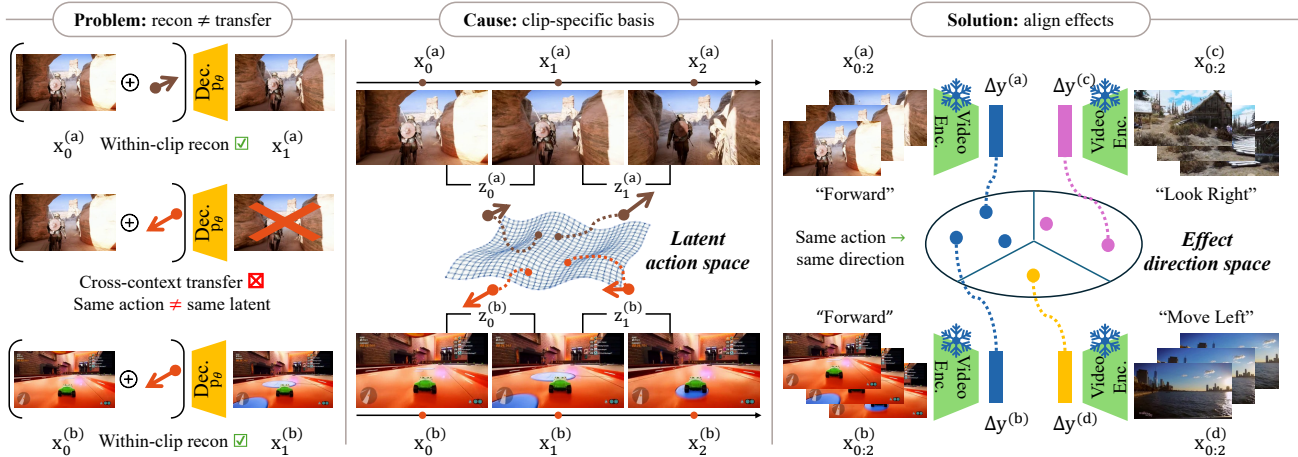 Problem: recon ≠ transfer
x₀⁽ᵃ⁾
Within-clip recon ☑
x₁⁽ᵃ⁾
Dec.
p_θ
Dec.
p_θ
Cross-context transfer ☒
Same action ≠ same latent
Dec.
p_θ
x₀⁽ᵇ⁾
Within-clip recon ☑
x₁⁽ᵇ⁾
Cause: clip-specific basis
x₀⁽ᵃ⁾
x₁⁽ᵃ⁾
x₂⁽ᵃ⁾
z₀⁽ᵃ⁾
z₁⁽ᵃ⁾
Latent
action space
z₀⁽ᵇ⁾
z₁⁽ᵇ⁾
x₀⁽ᵇ⁾
x₁⁽ᵇ⁾
x₂⁽ᵇ⁾
Solution: align effects
x₀:₂⁽ᵃ⁾
Δy⁽ᵃ⁾
Δy⁽ᶜ⁾
x₀:₂⁽ᶜ⁾
Video
Enc.
Video
Enc.
“Forward”
“Look Right”
Same action →
same direction
Effect
direction space
“Forward”
“Move Left”
Video
Enc.
Video
Enc.
x₀:₂⁽ᵇ⁾
Δy⁽ᵇ⁾
Δy⁽ᵈ⁾
x₀:₂⁽ᵈ⁾